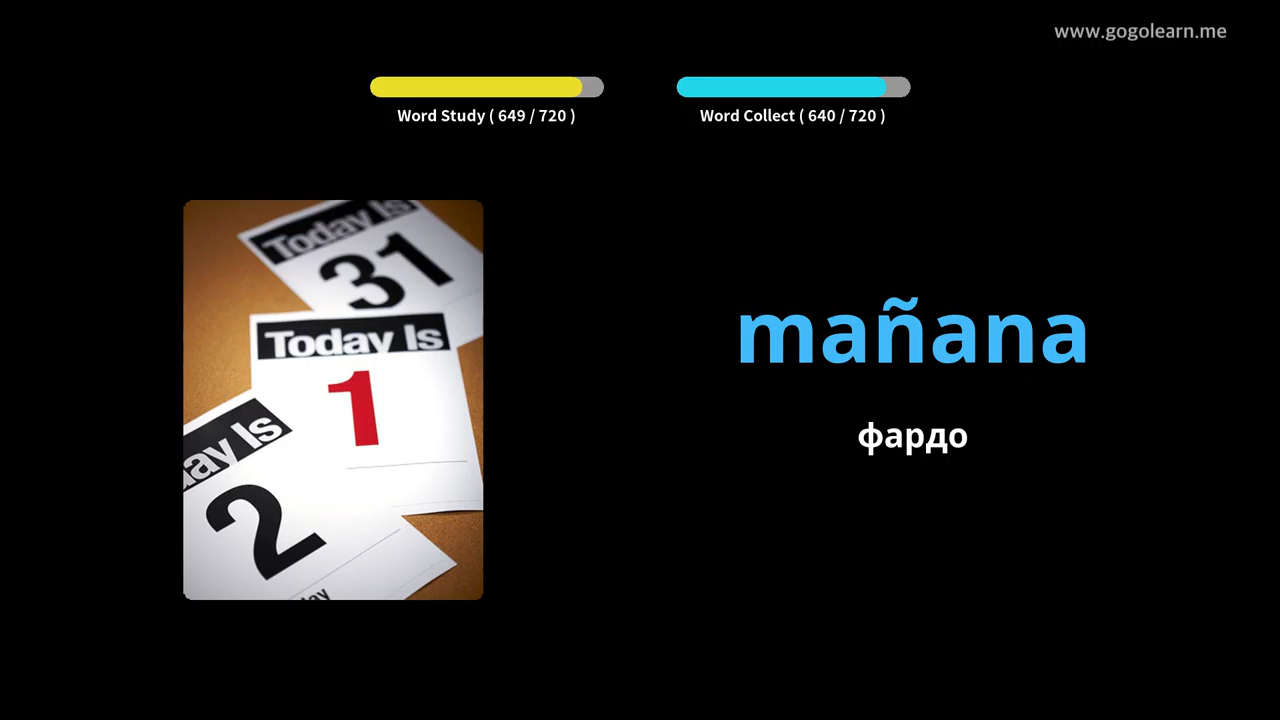 www.gogolearn.me
Word Study ( 649 / 720 )
Word Collect ( 640 / 720 )
Today Is
31
Today Is
1
ay Is
2
mañana
фардо